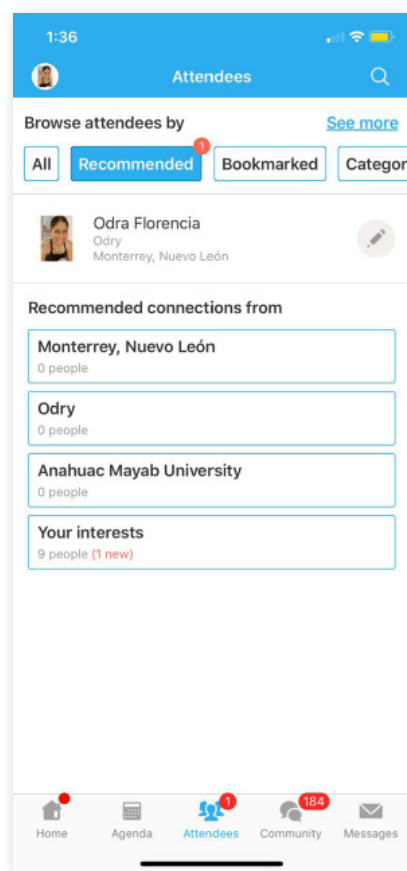 1:36
Attendees
Browse attendees by See more
All Recommended 1 Bookmarked Categor
Odra Florencia
Odry
Monterrey, Nuevo León
Recommended connections from
Monterrey, Nuevo León
0 people
Odry
0 people
Anahuac Mayab University
0 people
Your interests
9 people (1 new)
1 184
Home Agenda Attendees Community Messages